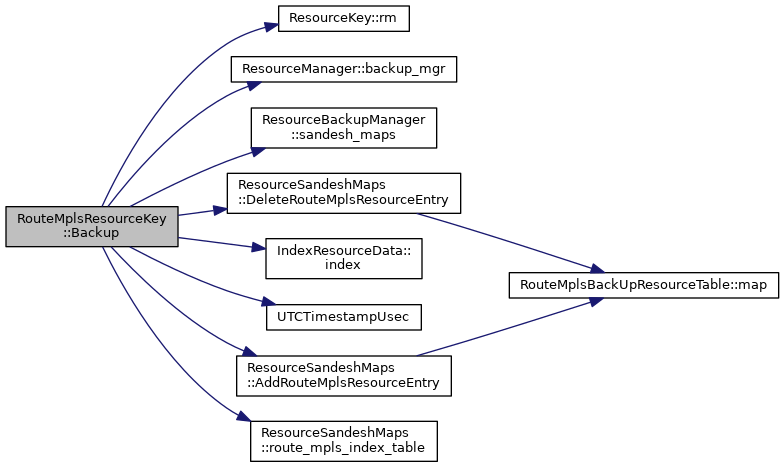 ResourceKey::rm
ResourceManager::backup_mgr
ResourceBackupManager
::sandesh_maps
ResourceSandeshMaps
::DeleteRouteMplsResourceEntry
RouteMplsResourceKey
::Backup
IndexResourceData::
index
RouteMplsBackUpResourceTable::map
UTCTimestampUsec
ResourceSandeshMaps
::AddRouteMplsResourceEntry
ResourceSandeshMaps
::route_mpls_index_table